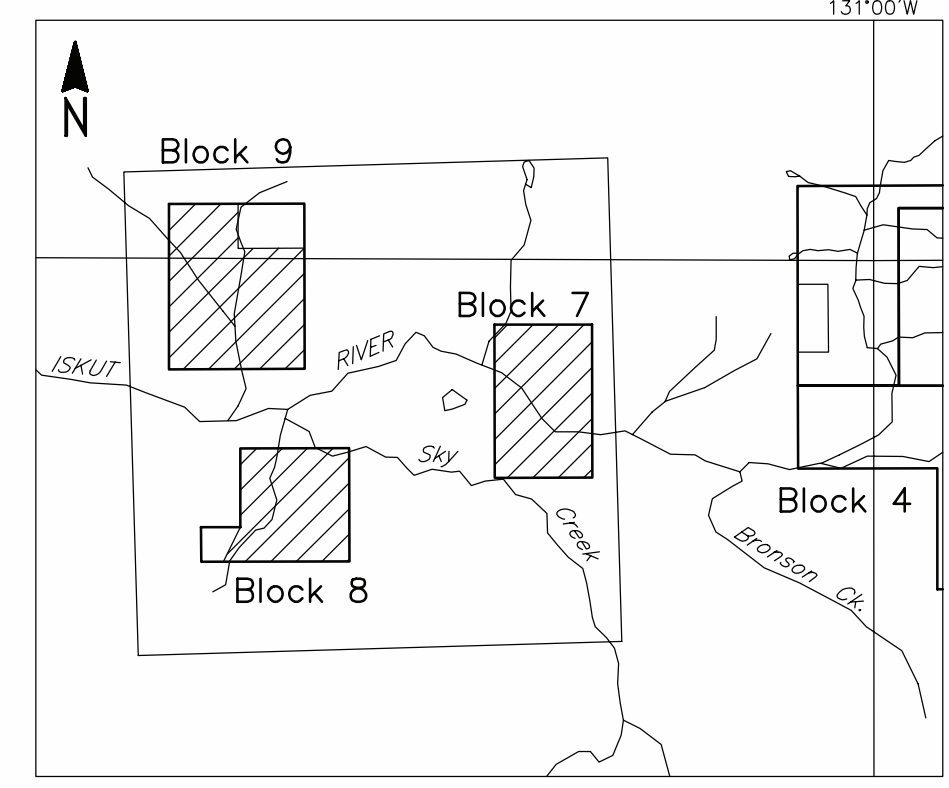 131°00'W
N
Block 9
Block 7
ISKUT
RIVER
Sky
Creek
Block 4
Bronson Ck.
Block 8